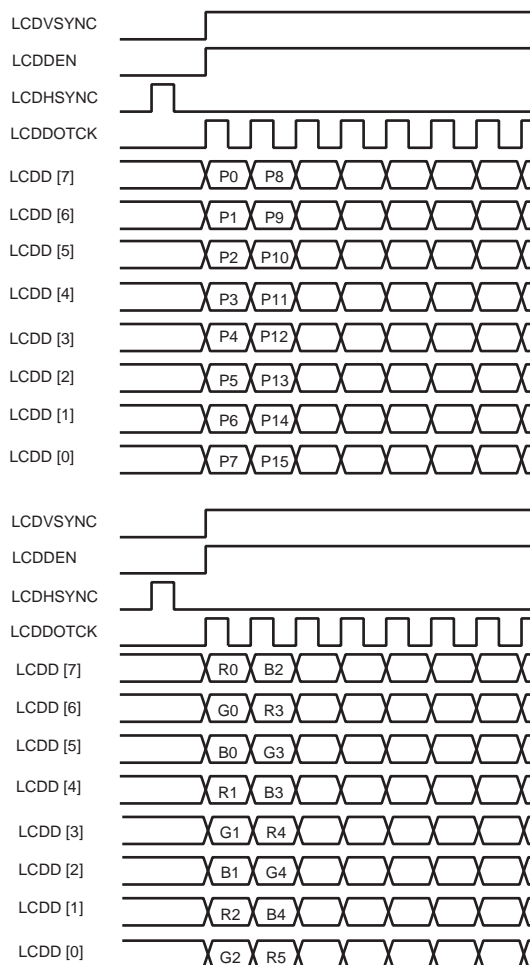 LCDVSYNC
LCDDEN
LCDHSYNC
LCDDOTCK
LCDD [7] P0 P8
LCDD [6] P1 P9
LCDD [5] P2 P10
LCDD [4] P3 P11
LCDD [3] P4 P12
LCDD [2] P5 P13
LCDD [1] P6 P14
LCDD [0] P7 P15
LCDVSYNC
LCDDEN
LCDHSYNC
LCDDOTCK
LCDD [7] R0 B2
LCDD [6] G0 R3
LCDD [5] B0 G3
LCDD [4] R1 B3
LCDD [3] G1 R4
LCDD [2] B1 G4
LCDD [1] R2 B4
LCDD [0] G2 R5